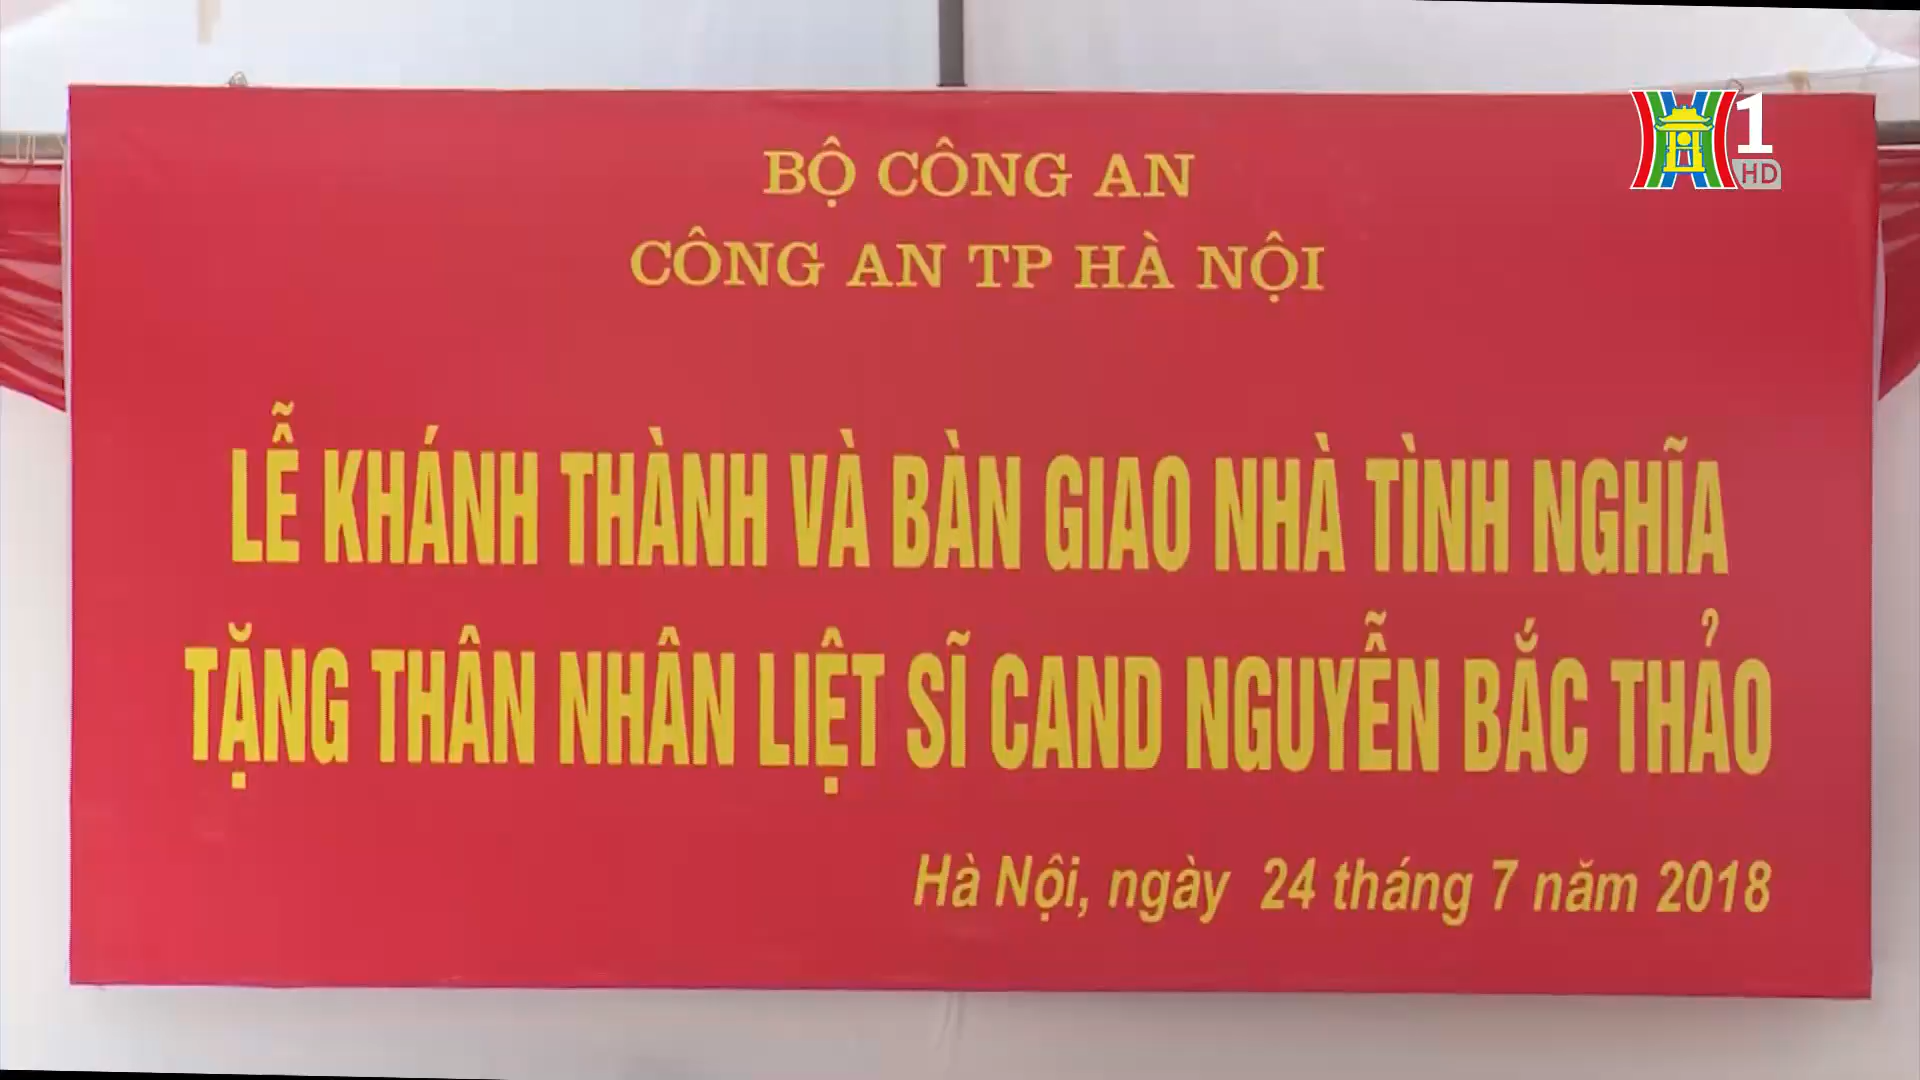 BỘ CÔNG AN
CÔNG AN TP HÀ NỘI
LỄ KHÁNH THÀNH VÀ BÀN GIAO NHÀ TÌNH NGHĨA
TẶNG THÂN NHÂN LIỆT SĨ CAND NGUYỄN BẮC THẢO
Hà Nội, ngày 24 tháng 7 năm 2018
H 1
HD